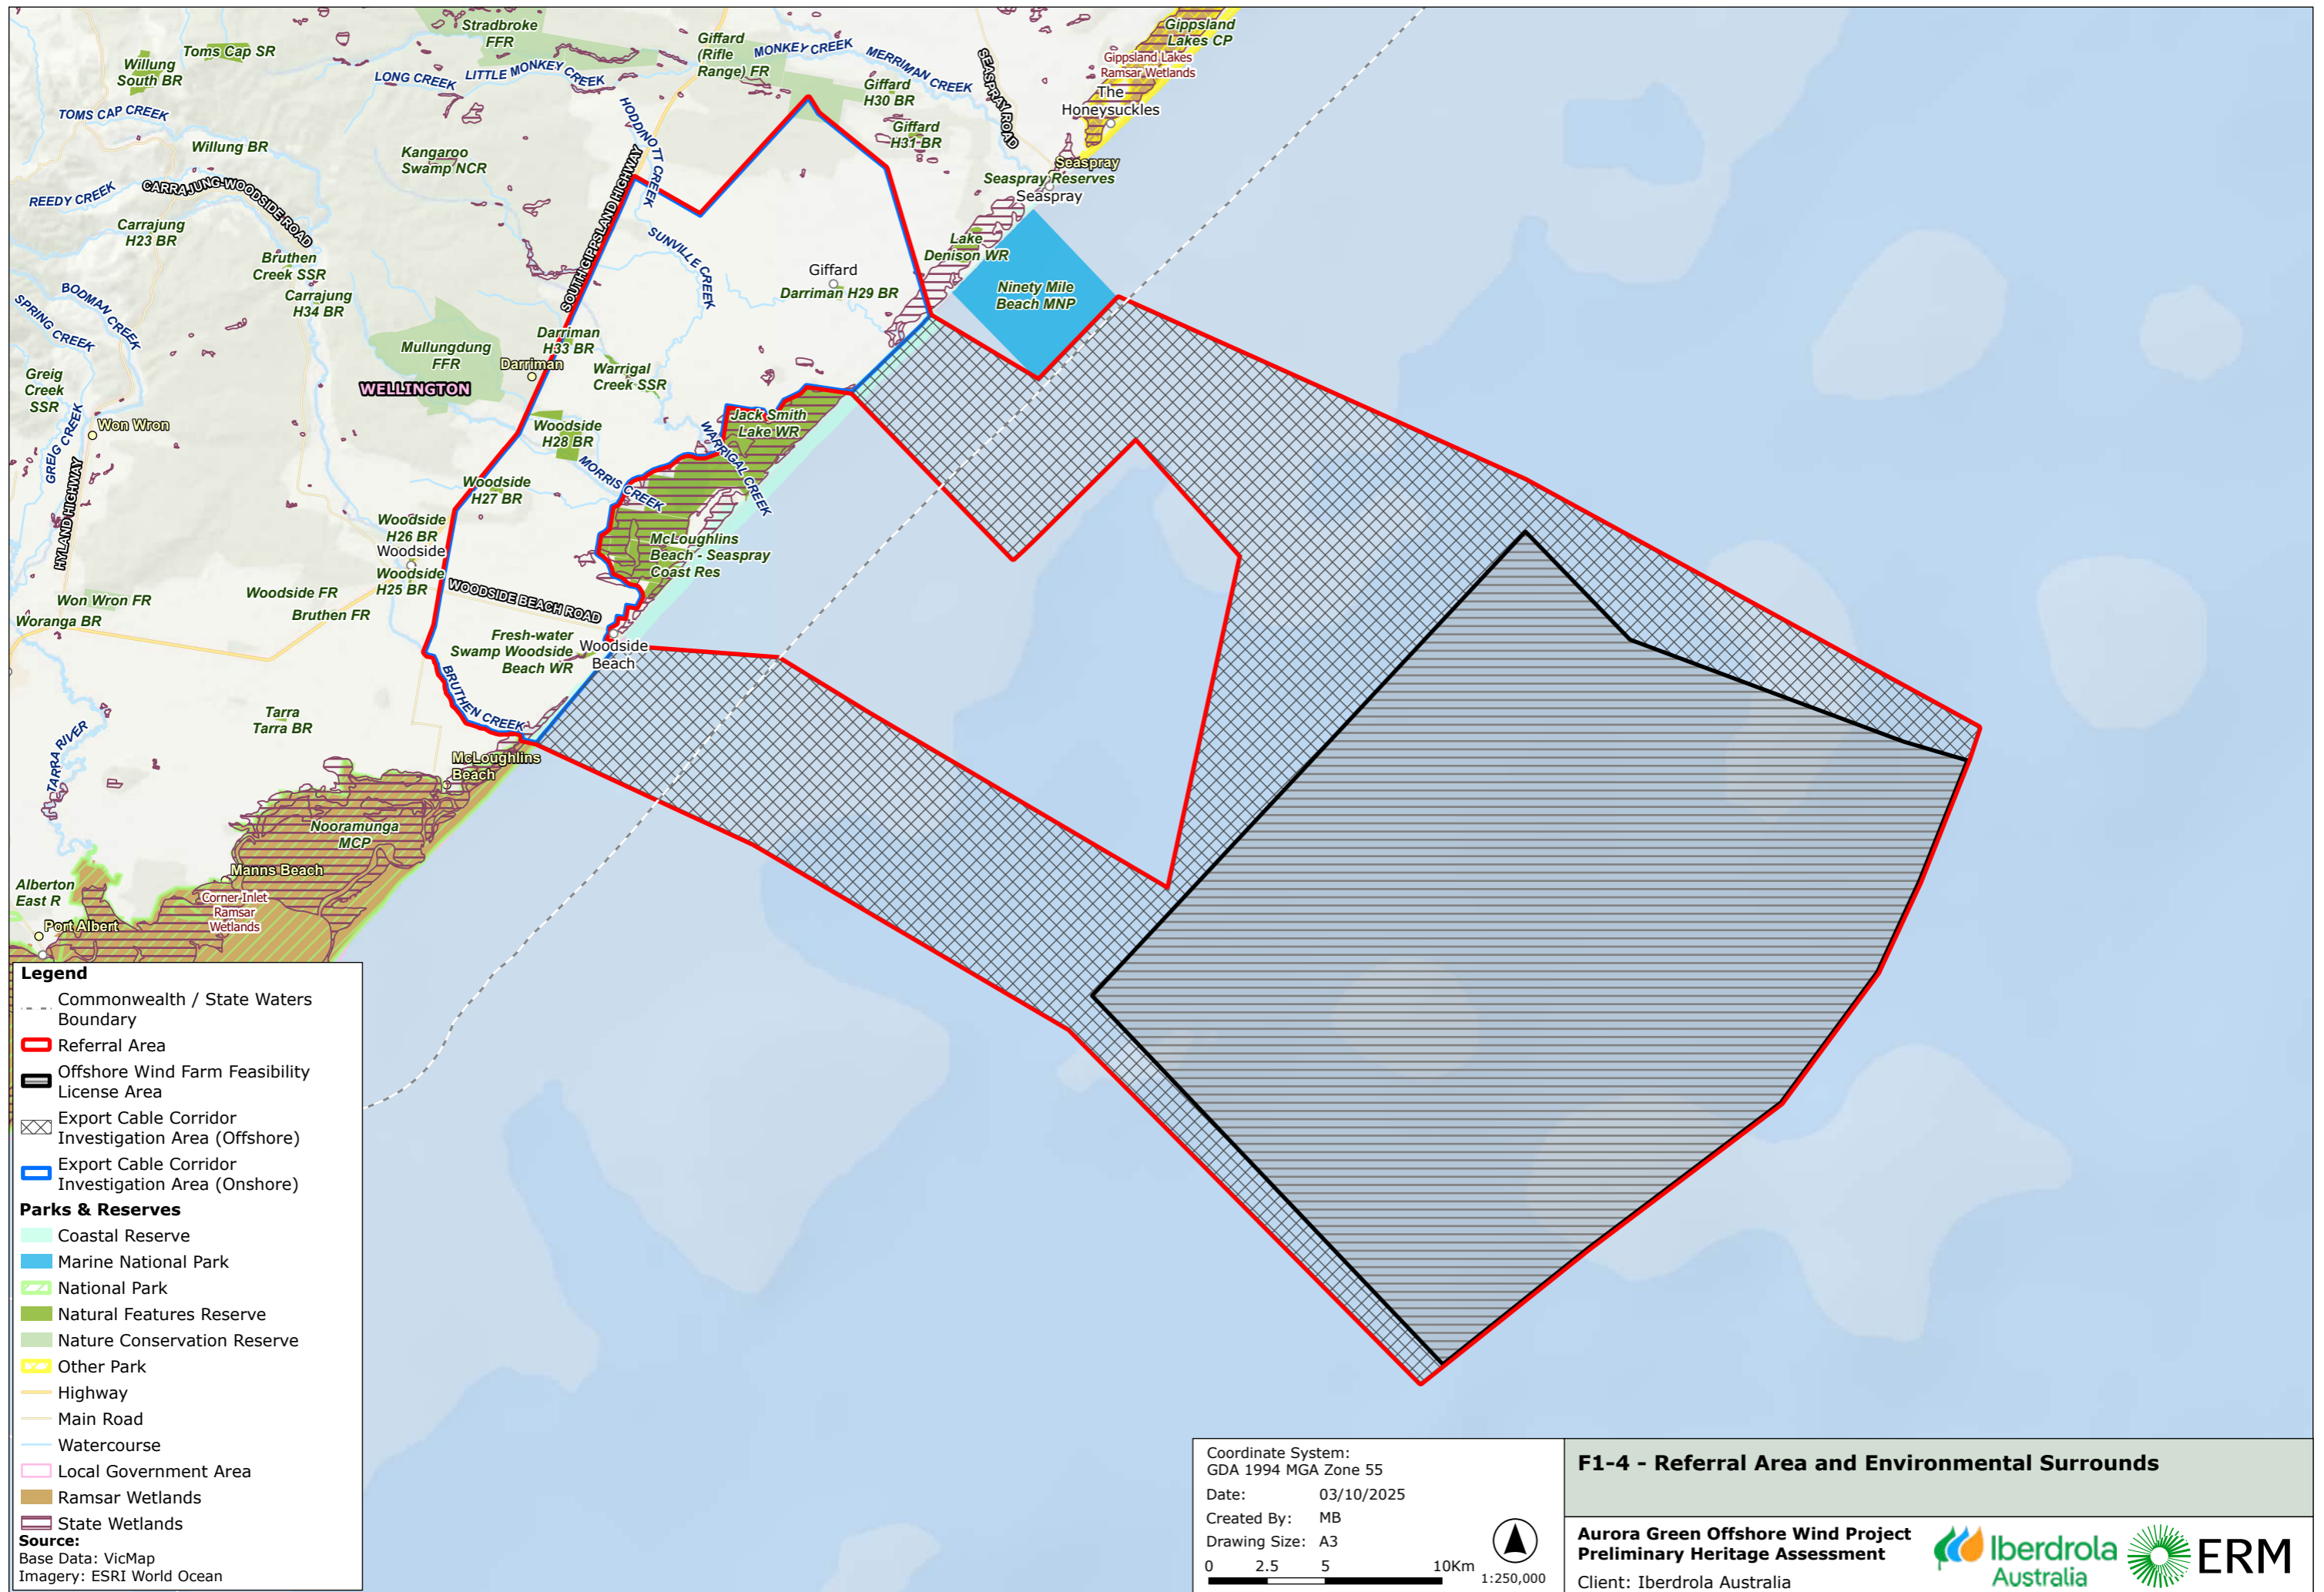 Stradbroke
FFR
Gippsland
Lakes CP
Toms Cap SR
Willung
South BR
Giffard
(Rifle
Range) FR
MONKEY CREEK
MERRIMAN CREEK
SEASPRAY ROAD
Gippsland Lakes
Ramsar Wetlands
LONG CREEK
LITTLE MONKEY CREEK
Giffard
H30 BR
The
Honeysuckles
TOMS CAP CREEK
HODDINOTT CREEK
Giffard
H31 BR
Willung BR
Kangaroo
Swamp NCR
Seaspray
Seaspray Reserves
Seaspray
REEDY CREEK
CARRAJUNG-WOODSIDE ROAD
SOUTH GIPPSLAND HIGHWAY
Carrajung
H23 BR
SUNVILLE CREEK
Lake
Denison WR
Bruthen
Creek SSR
Giffard
Darriman H29 BR
Ninety Mile
Beach MNP
BODMAN CREEK
SPRING CREEK
Carrajung
H34 BR
Darriman
H33 BR
Mullungdung
FFR
Darriman
Warrigal
Creek SSR
Greig
Creek
SSR
WELLINGTON
GREIG CREEK
Won Wron
Jack Smith
Lake WR
Woodside
H28 BR
WARRIGAL CREEK
HYLAND HIGHWAY
MORRIS CREEK
Woodside
H27 BR
Woodside
H26 BR
Woodside
Woodside
H25 BR
McLoughlins
Beach - Seaspray
Coast Res
WOODSIDE BEACH ROAD
Won Wron FR
Woodside FR
Bruthen FR
Woranga BR
Fresh-water
Swamp Woodside
Beach WR
Woodside
Beach
BRUTHEN CREEK
Tarra
Tarra BR
TARRA RIVER
McLoughlins
Beach
Nooramunga
MCP
Manns Beach
Alberton
East R
Corner Inlet
Ramsar
Wetlands
Port Albert
Legend
Commonwealth / State Waters
Boundary
Referral Area
Offshore Wind Farm Feasibility
License Area
Export Cable Corridor
Investigation Area (Offshore)
Export Cable Corridor
Investigation Area (Onshore)
Parks & Reserves
Coastal Reserve
Marine National Park
National Park
Natural Features Reserve
Nature Conservation Reserve
Other Park
Highway
Main Road
Watercourse
Local Government Area
Ramsar Wetlands
State Wetlands
Source:
Base Data: VicMap
Imagery: ESRI World Ocean
Coordinate System:
GDA 1994 MGA Zone 55
Date: 03/10/2025
Created By: MB
Drawing Size: A3
0 2.5 5 10Km
1:250,000
F1-4 - Referral Area and Environmental Surrounds
Aurora Green Offshore Wind Project
Preliminary Heritage Assessment
Client: Iberdrola Australia
Iberdrola
Australia
ERM